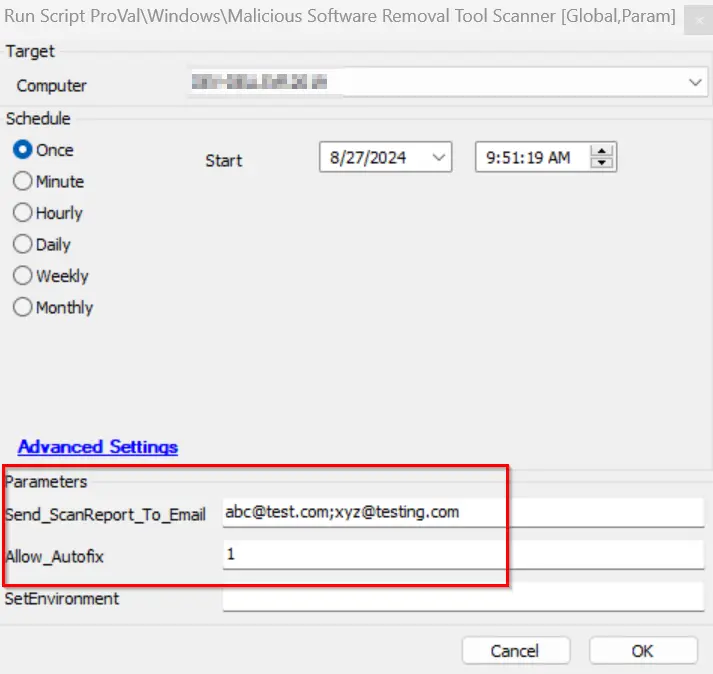 Run Script ProVal\Windows\Malicious Software Removal Tool Scanner [Global,Param]
Target
Computer
Schedule
Once
Start
8/27/2024
9:51:19 AM
Minute
Hourly
Daily
Weekly
Monthly
Advanced Settings
Parameters
Send_ScanReport_To_Email
abc@test.com;xyz@testing.com
Allow_Autofix
1
SetEnvironment
Cancel
OK